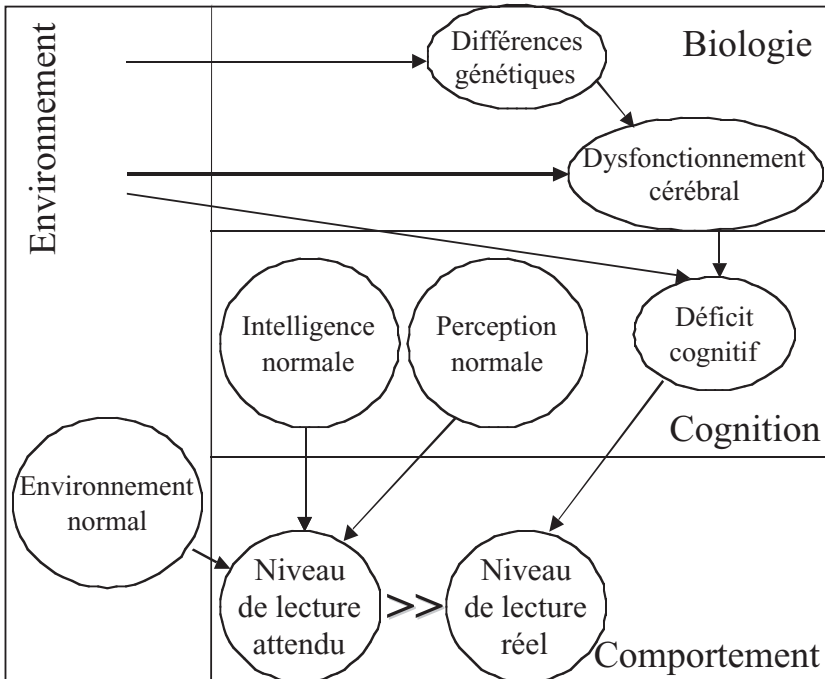 Environnement
Différences
génétiques
Biologie
Dysfonctionnement
cérébral
Intelligence
normale
Perception
normale
Déficit
cognitif
Cognition
Environnement
normal
Niveau
de lecture
attendu
>>
Niveau
de lecture
réel
Comportement